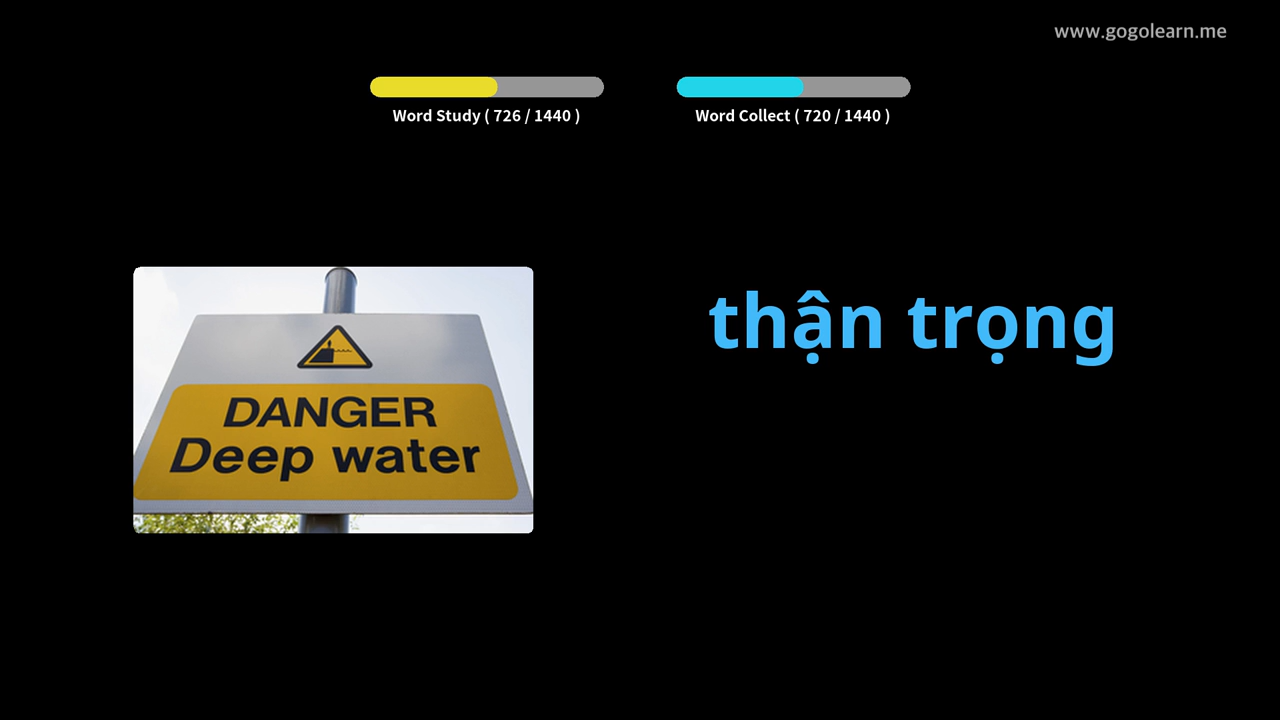 www.gogolearn.me
Word Study ( 726 / 1440 )
Word Collect ( 720 / 1440 )
thận trọng
DANGER
Deep water